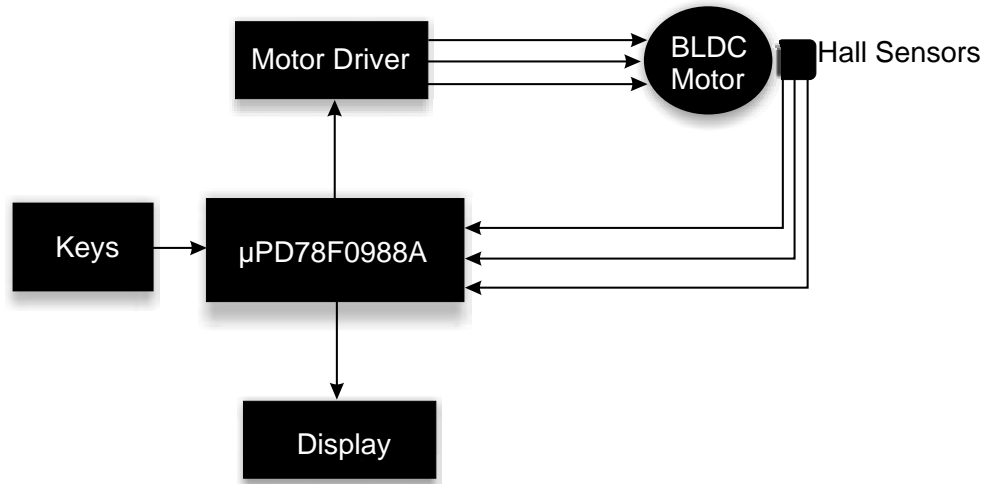 Motor Driver
BLDC
Motor
Hall Sensors
Keys
µPD78F0988A
Display